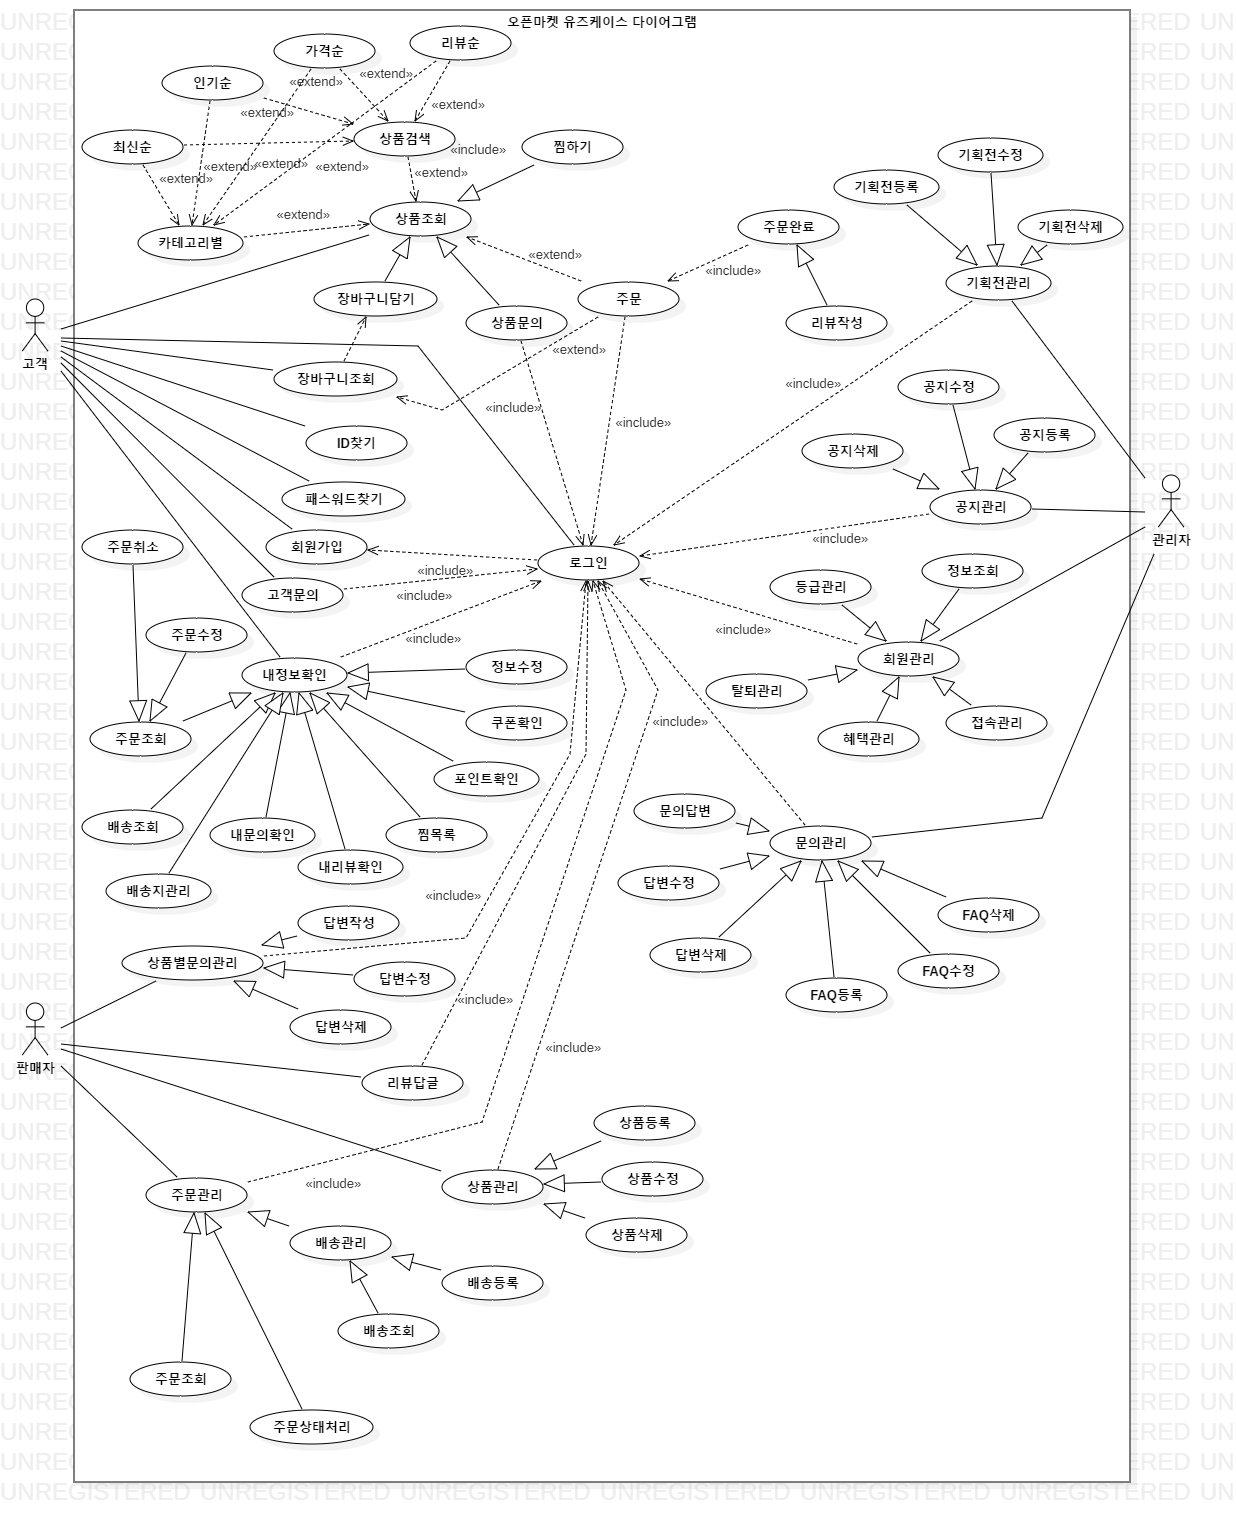 오픈마켓 유즈케이스 다이어그램
리뷰순
가격순
«extend»
인기순
«extend»
«extend»
«extend»
최신순
상품검색
«include»
찜하기
기획전수정
«extend»
«extend»
«extend»
«extend»
«extend»
기획전등록
«extend»
상품조회
주문완료
기획전삭제
카테고리별
«extend»
«include»
기획전관리
장바구니담기
주문
상품문의
리뷰작성
고객
«extend»
장바구니조회
«include»
공지수정
«include»
«include»
ID찾기
공지등록
공지삭제
패스워드찾기
공지관리
관리자
«include»
주문취소
회원가입
로그인
«include»
정보조회
고객문의
«include»
등급관리
주문수정
«include»
«include»
내정보확인
정보수정
회원관리
탈퇴관리
쿠폰확인
«include»
접속관리
주문조회
혜택관리
포인트확인
문의답변
배송조회
내문의확인
찜목록
문의관리
내리뷰확인
배송지관리
답변수정
«include»
답변작성
FAQ삭제
상품별문의관리
답변수정
답변삭제
FAQ수정
«include»
FAQ등록
답변삭제
판매자
«include»
리뷰답글
상품등록
«include»
상품관리
상품수정
주문관리
상품삭제
배송관리
배송등록
배송조회
주문조회
주문상태처리
UNREGISTERED UNREGISTERED UNREGISTERED UNREGISTERED UNREGISTERED UNREGISTERED UN